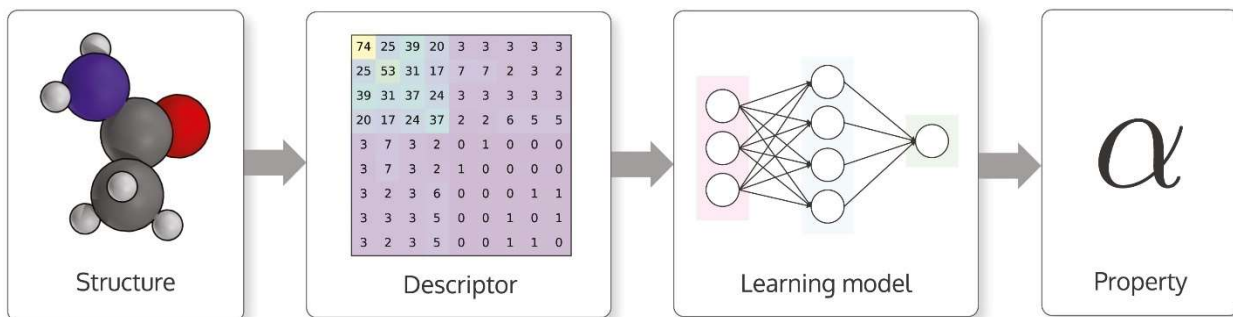 74 25 39 20 3 3 3 3 3
25 53 31 17 7 7 2 3 2
39 31 37 24 3 3 3 3 3
20 17 24 37 2 2 6 5 5
3 7 3 2 0 1 0 0 0
3 7 3 2 1 0 0 0 0
3 2 3 6 0 0 0 1 1
3 3 3 5 0 0 1 0 1
3 2 3 5 0 0 1 1 0
α
Structure
Descriptor
Learning model
Property